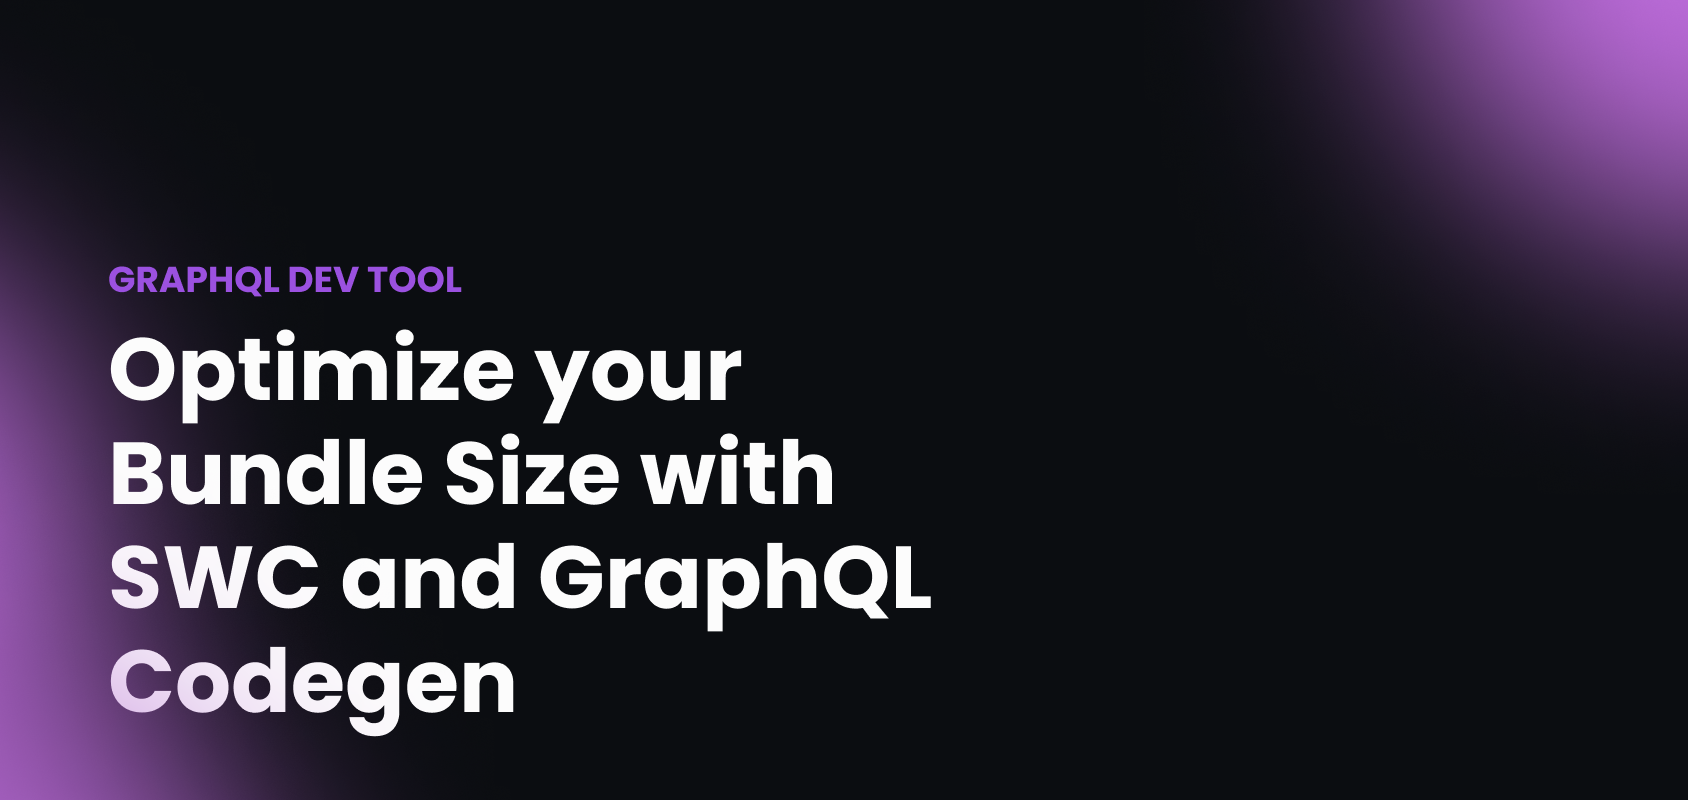 GRAPHQL DEV TOOL
Optimize your
Bundle Size with
SWC and GraphQL
Codegen